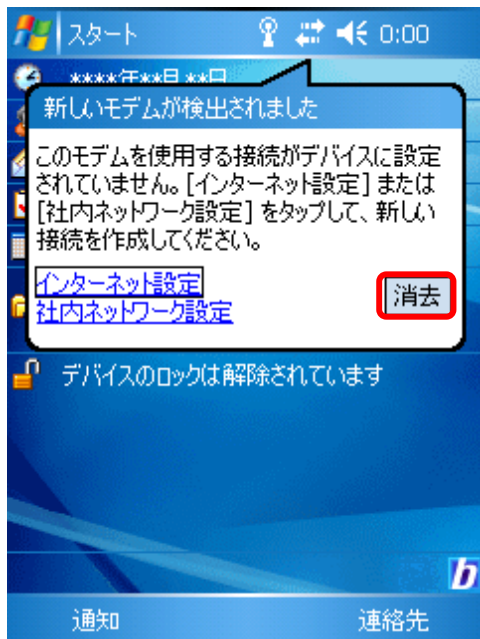 スタート 0:00
****年**月**日
新しいモデムが検出されました
このモデムを使用する接続がデバイスに設定
されていません。[インターネット設定] または
[社内ネットワーク設定] をタップして、新しい
接続を作成してください。
インターネット設定
消去
社内ネットワーク設定
デバイスのロックは解除されています
b
通知 連絡先